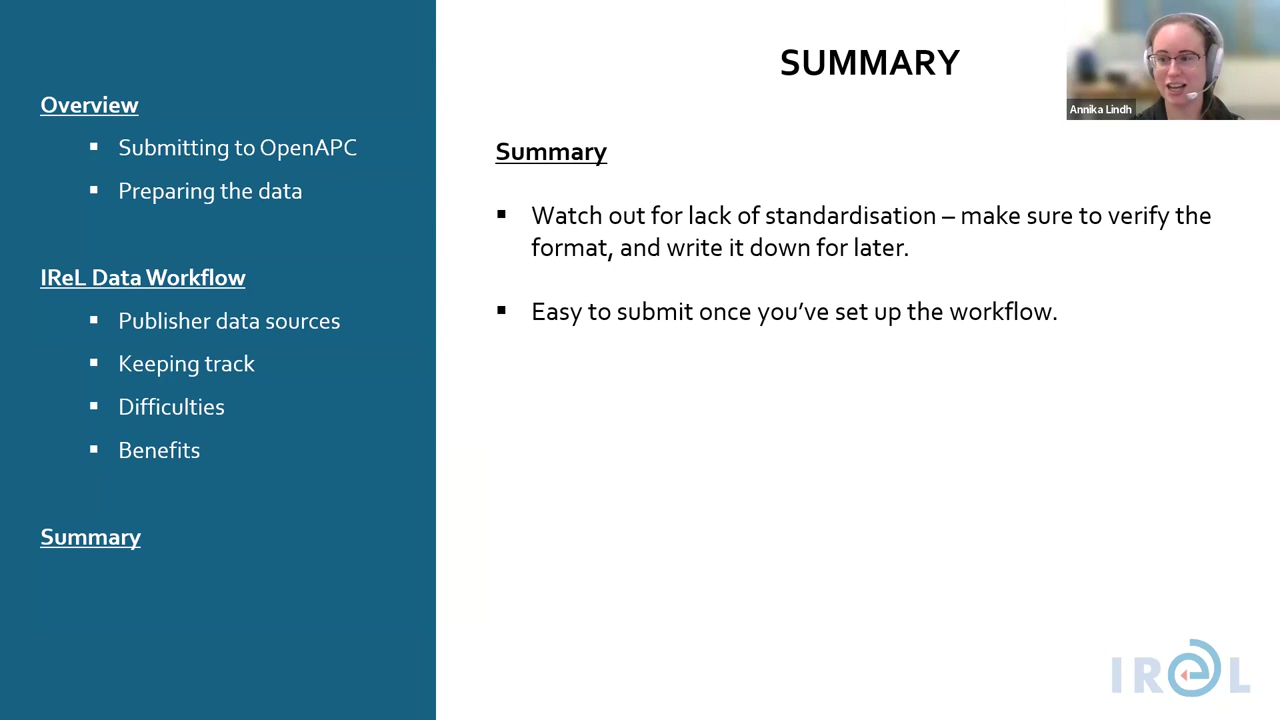 Overview
▪ Submitting to OpenAPC
▪ Preparing the data
IReL Data Workflow
▪ Publisher data sources
▪ Keeping track
▪ Difficulties
▪ Benefits
Summary
SUMMARY
Annika Lindh
Summary
▪ Watch out for lack of standardisation – make sure to verify the
format, and write it down for later.
▪ Easy to submit once you’ve set up the workflow.
IReL